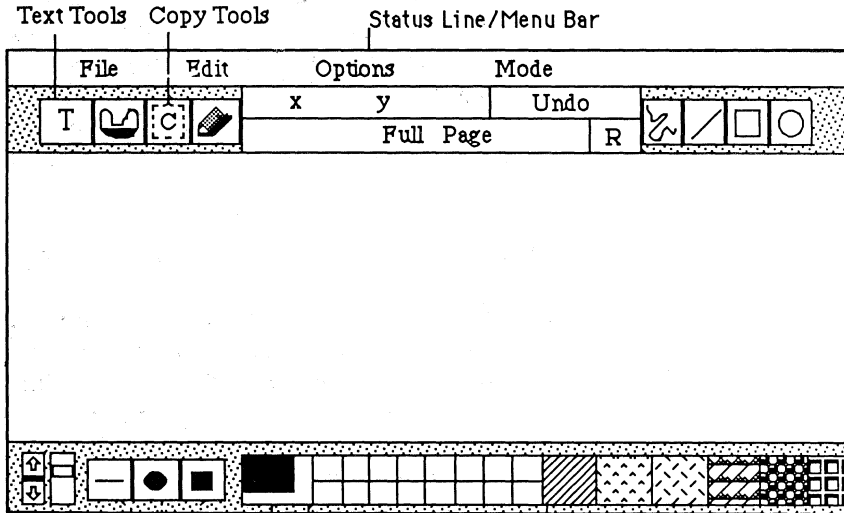 Text Tools Copy Tools Status Line/Menu Bar
File Edit Options Mode
T C x y Undo
Full Page R